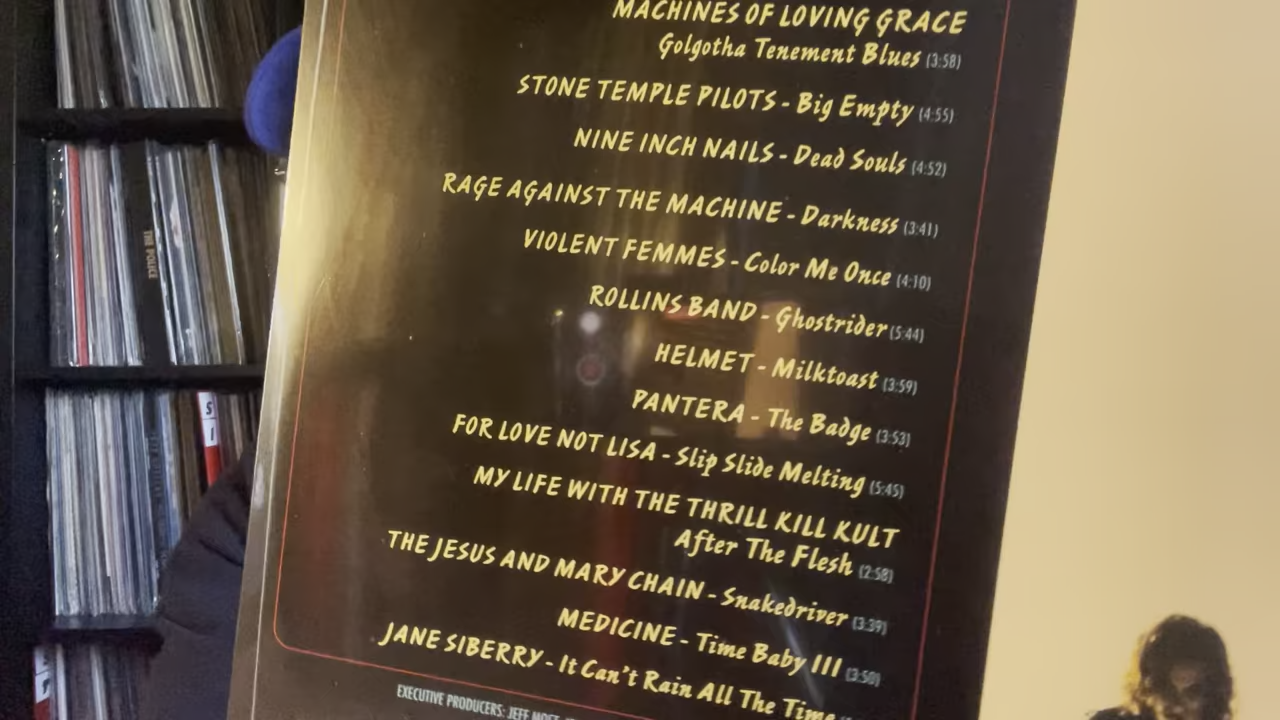 MACHINES OF LOVING GRACE
Golgotha Tenement Blues (3:58)
STONE TEMPLE PILOTS - Big Empty (4:55)
NINE INCH NAILS - Dead Souls (4:52)
RAGE AGAINST THE MACHINE - Darkness (3:41)
VIOLENT FEMMES - Color Me Once (4:10)
ROLLINS BAND - Ghostrider (5:44)
HELMET - Milktoast (3:59)
PANTERA - The Badge (3:53)
FOR LOVE NOT LISA - Slip Slide Melting (5:45)
MY LIFE WITH THE THRILL KILL KULT
After The Flesh (2:58)
THE JESUS AND MARY CHAIN - Snakedriver (3:39)
MEDICINE - Time Baby III (3:50)
JANE SIBERRY - It Can't Rain All The Time
EXECUTIVE PRODUCERS: JEFF
THE POLICE
S